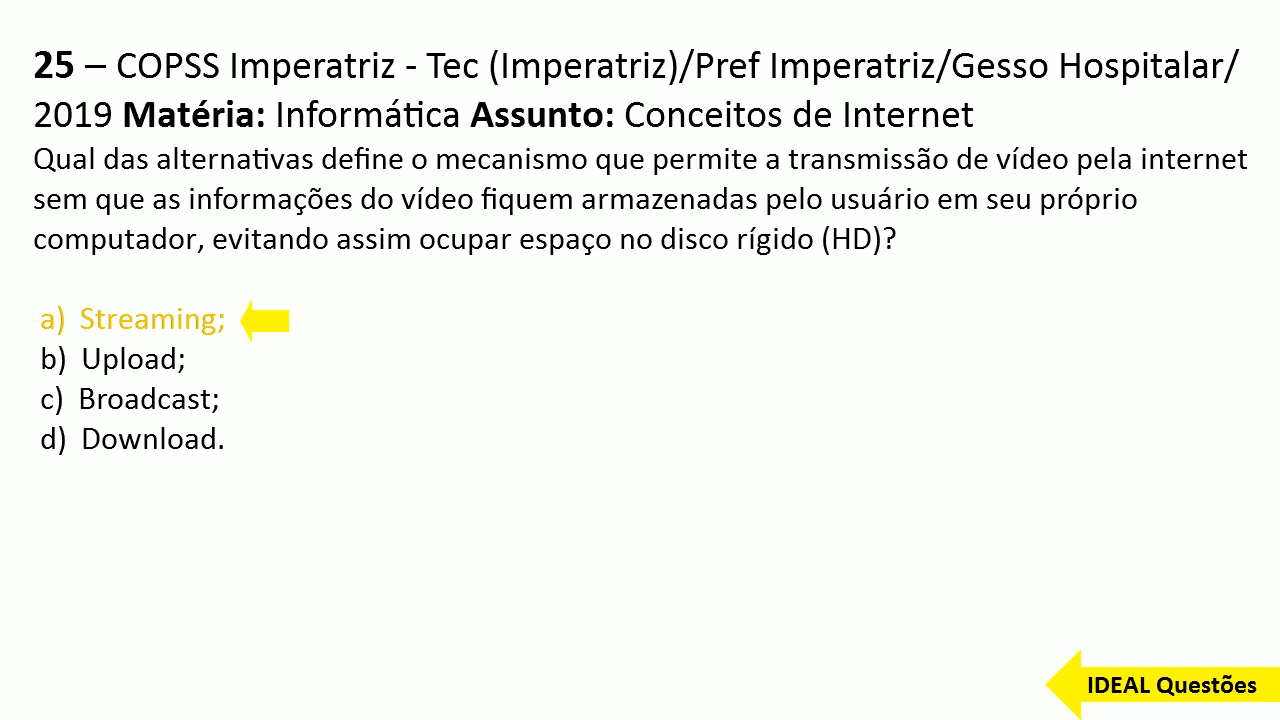 25 – COPSS Imperatriz - Tec (Imperatriz)/Pref Imperatriz/Gesso Hospitalar/
2019 Matéria: Informática Assunto: Conceitos de Internet
Qual das alternativas define o mecanismo que permite a transmissão de vídeo pela internet
sem que as informações do vídeo fiquem armazenadas pelo usuário em seu próprio
computador, evitando assim ocupar espaço no disco rígido (HD)?
a) Streaming;
b) Upload;
c) Broadcast;
d) Download.
IDEAL Questões